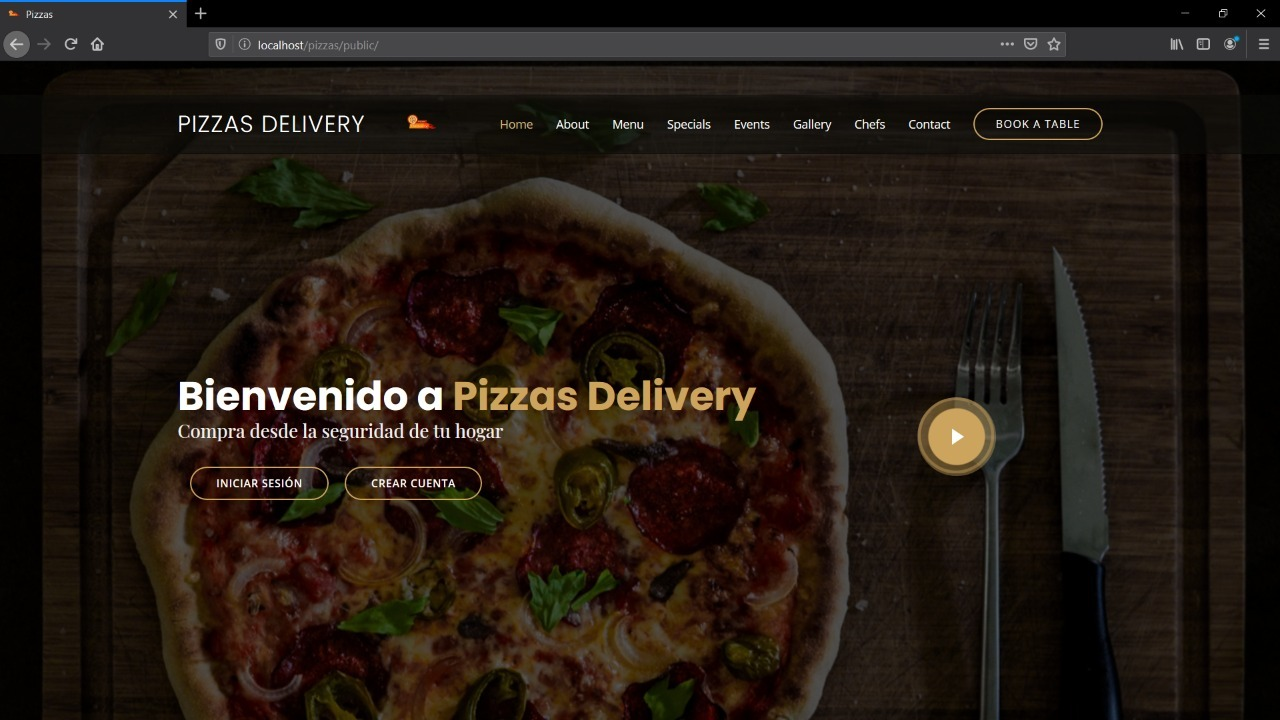 Pizzas
localhost/pizzas/public/
PIZZAS DELIVERY
Home About Menu Specials Events Gallery Chefs Contact BOOK A TABLE
Bienvenido a Pizzas Delivery
Compra desde la seguridad de tu hogar
INICIAR SESIÓN CREAR CUENTA